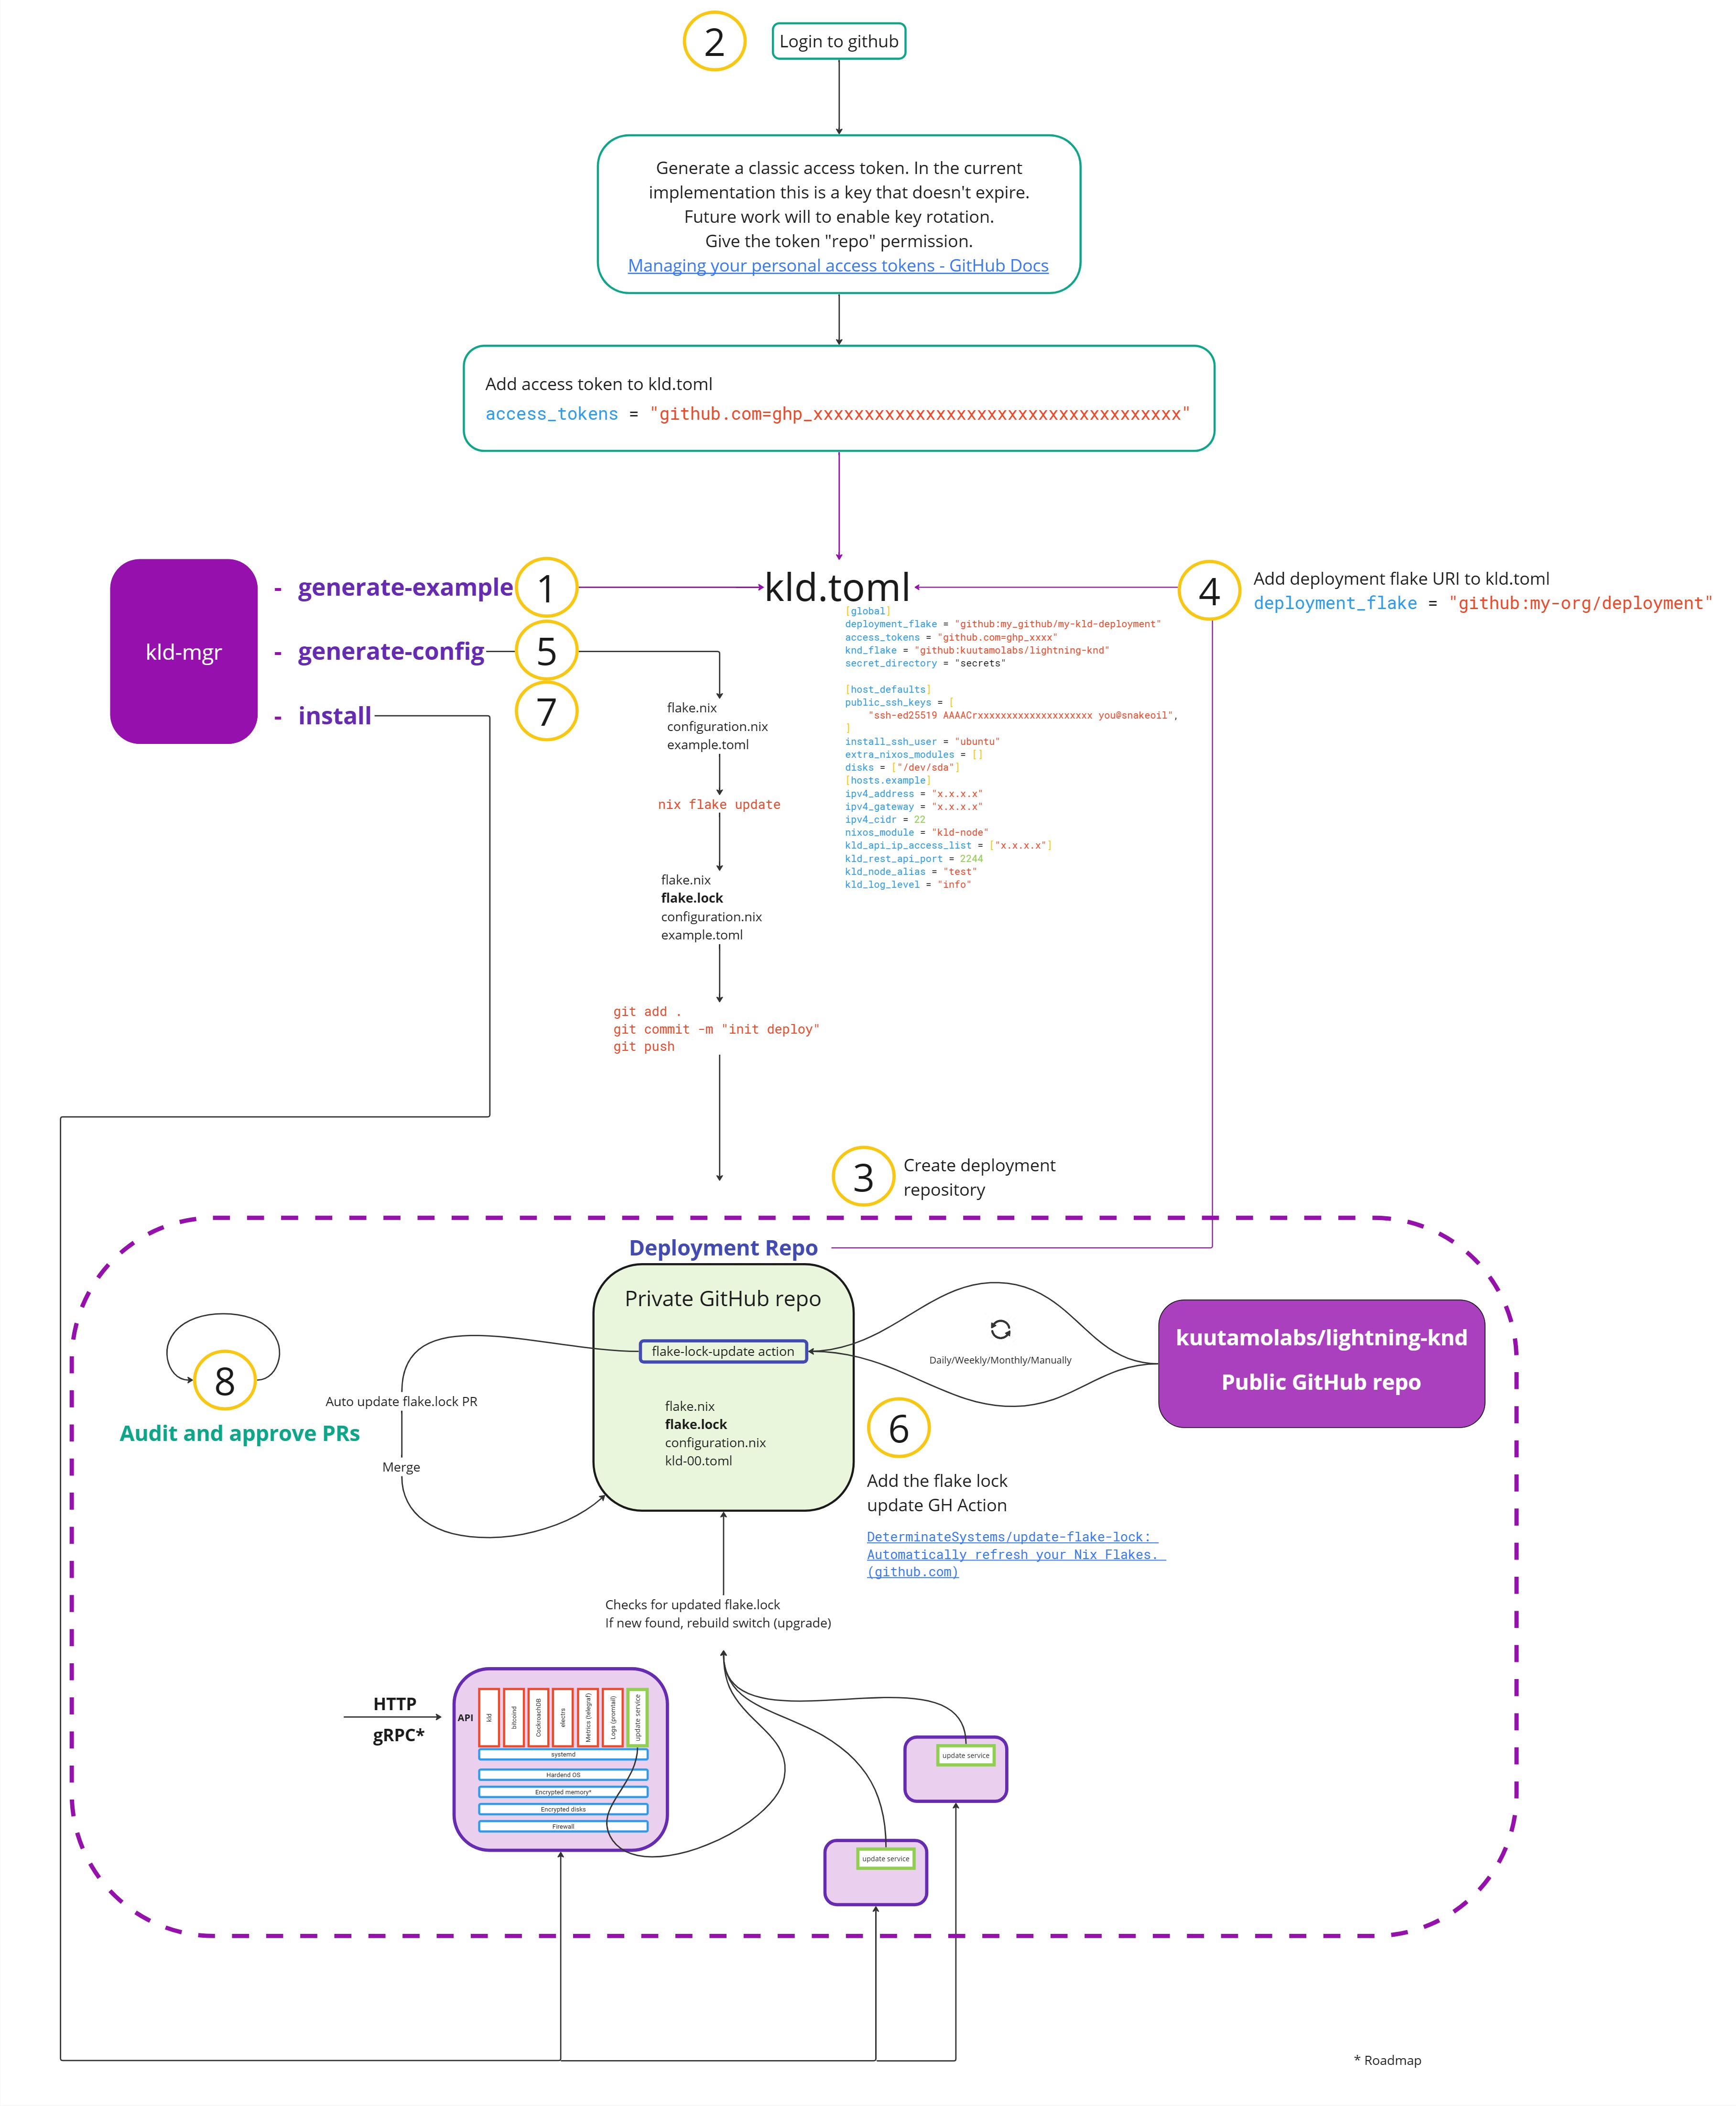 2
Login to github
Generate a classic access token. In the current
implementation this is a key that doesn't expire.
Future work will to enable key rotation.
Give the token "repo" permission.
Managing your personal access tokens - GitHub Docs
Add access token to kld.toml
access_tokens = "github.com=ghp_xxxxxxxxxxxxxxxxxxxxxxxxxxxxxxxxxxxx"
kld-mgr
- generate-example
1
- generate-config
5
- install
7
kld.toml
4
Add deployment flake URI to kld.toml
deployment_flake = "github:my-org/deployment"
[global]
deployment_flake = "github:my_github/my-kld-deployment"
access_tokens = "github.com=ghp_xxxx"
knd_flake = "github:kuutamolabs/lightning-knd"
secret_directory = "secrets"
[host_defaults]
public_ssh_keys = [
"ssh-ed25519 AAAACrxxxxxxxxxxxxxxxxxxxx you@snakeoil",
]
install_ssh_user = "ubuntu"
extra_nixos_modules = []
disks = ["/dev/sda"]
[hosts.example]
ipv4_address = "x.x.x.x"
ipv4_gateway = "x.x.x.x"
ipv4_cidr = 22
nixos_module = "kld-node"
kld_api_ip_access_list = ["x.x.x.x"]
kld_rest_api_port = 2244
kld_node_alias = "test"
kld_log_level = "info"
flake.nix
configuration.nix
example.toml
nix flake update
flake.nix
flake.lock
configuration.nix
example.toml
git add .
git commit -m "init deploy"
git push
3
Create deployment
repository
Deployment Repo
Private GitHub repo
flake-lock-update action
flake.nix
flake.lock
configuration.nix
kld-00.toml
Daily/Weekly/Monthly/Manually
kuutamolabs/lightning-knd
Public GitHub repo
8
Audit and approve PRs
Auto update flake.lock PR
Merge
6
Add the flake lock
update GH Action
DeterminateSystems/update-flake-lock:
Automatically refresh your Nix Flakes.
(github.com)
Checks for updated flake.lock
If new found, rebuild switch (upgrade)
HTTP
gRPC*
API
kld
bitcoind
CockroachDB
electrs
Metrics (telegraf)
Logs (promtail)
update service
systemd
Hardend OS
Encrypted memory*
Encrypted disks
Firewall
update service
update service
* Roadmap